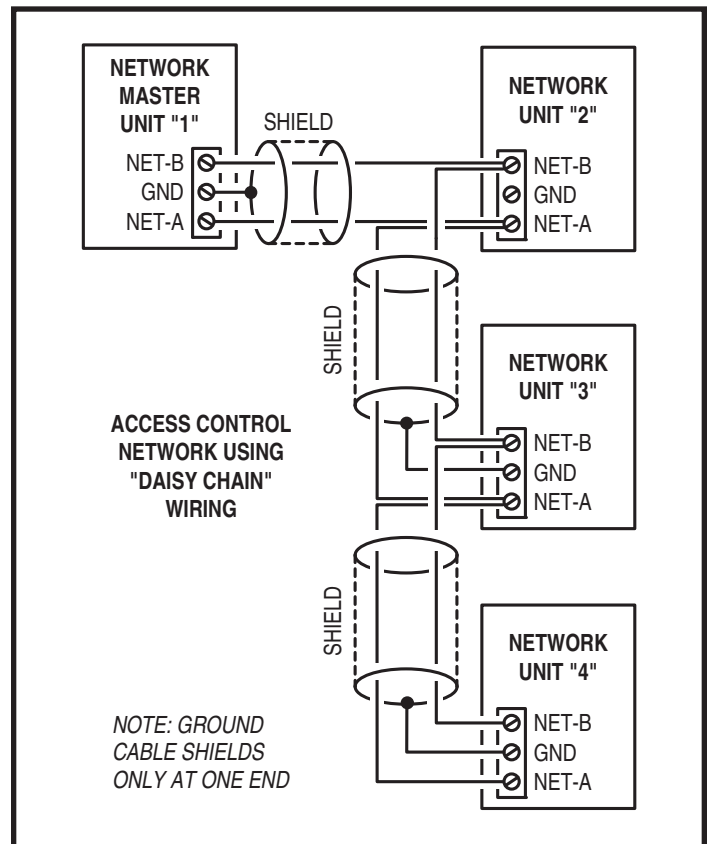 NETWORK
MASTER
UNIT "1"
NET-B
GND
NET-A
SHIELD
NETWORK
UNIT "2"
NET-B
GND
NET-A
SHIELD
NETWORK
UNIT "3"
NET-B
GND
NET-A
ACCESS CONTROL
NETWORK USING
"DAISY CHAIN"
WIRING
SHIELD
NETWORK
UNIT "4"
NET-B
GND
NET-A
NOTE: GROUND
CABLE SHIELDS
ONLY AT ONE END